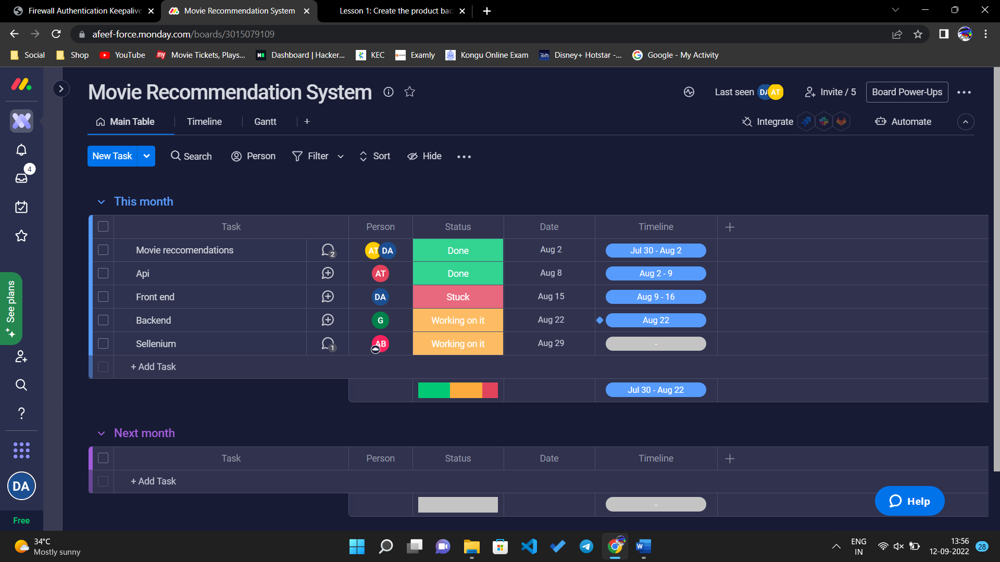 Firewall Authentication Keepalive
Movie Recommendation System
Lesson 1: Create the product bac
afeef-force.monday.com/boards/3015079109
Social
Shop
YouTube
my
Movie Tickets, Plays...
Dashboard | Hacker...
KEC
Examly
Kongu Online Exam
Disney+ Hotstar -...
Google - My Activity
Movie Recommendation System
Last seen
DA
AT
Invite / 5
Board Power-Ups
Main Table
Timeline
Gantt
+
Integrate
Automate
New Task
Search
Person
Filter
Sort
Hide
4
See plans
This month
Task Person Status Date Timeline
Movie reccomendations 2 AT DA Done Aug 2 Jul 30 - Aug 2
Api AT Done Aug 8 Aug 2 - 9
Front end DA Stuck Aug 15 Aug 9 - 16
Backend G Working on it Aug 22 Aug 22
Sellenium 1 AB Working on it Aug 29 -
+ Add Task
Jul 30 - Aug 22
Next month
Task Person Status Date Timeline
+ Add Task
-
DA
Free
Help
34°C
Mostly sunny
W
ENG
IN
13:56
12-09-2022
28